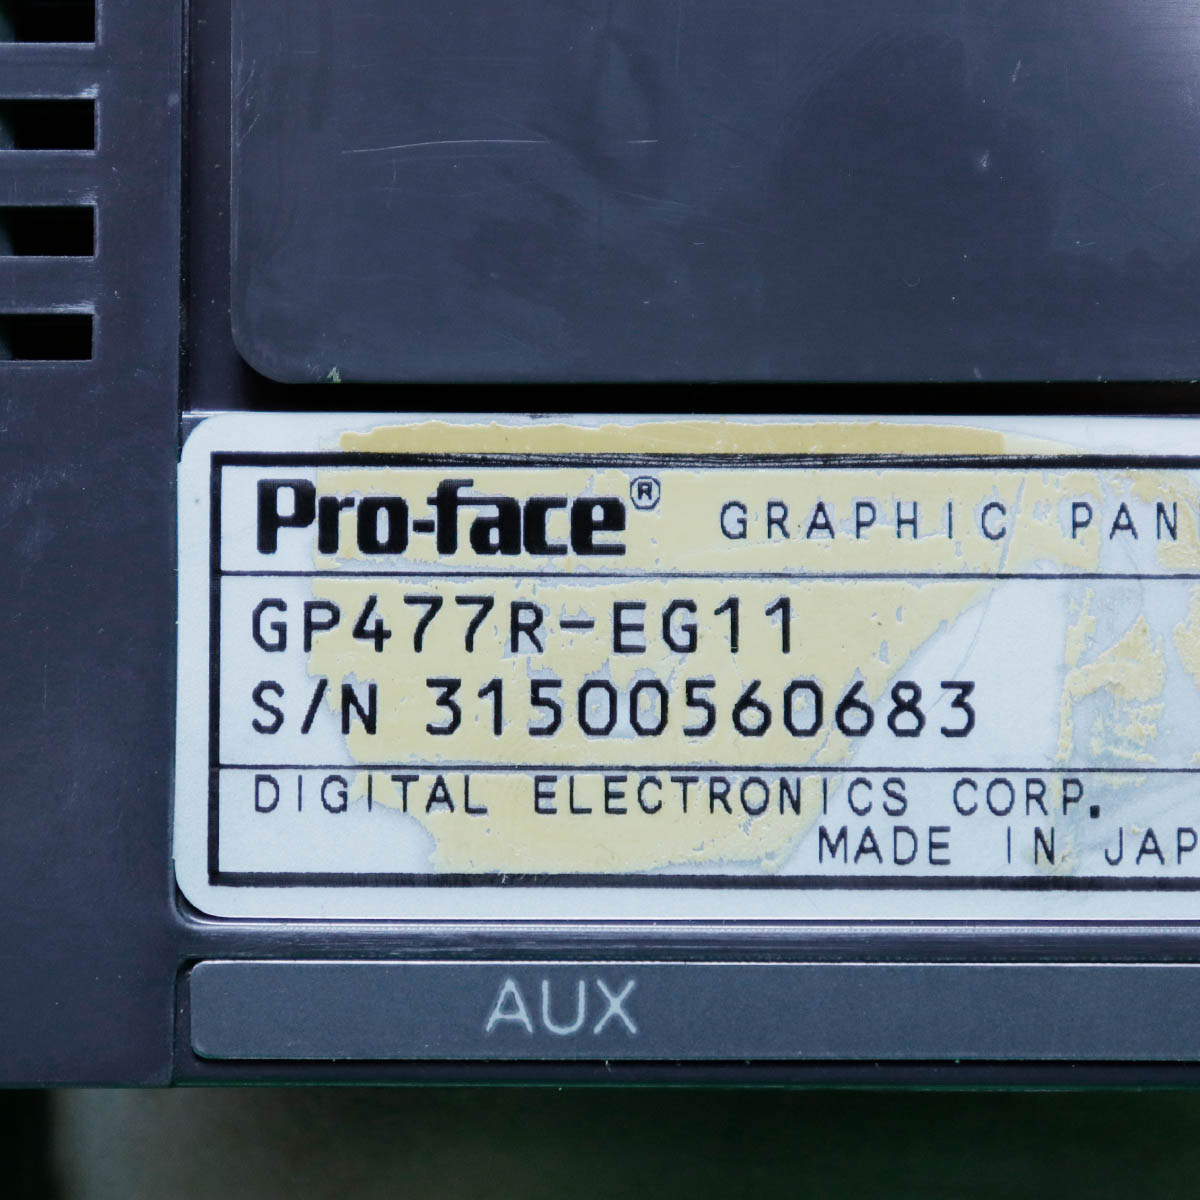 Pro-face® GRAPHIC PAN
GP477R-EG11
S/N 31500560683
DIGITAL ELECTRONICS CORP.
MADE IN JAP
AUX